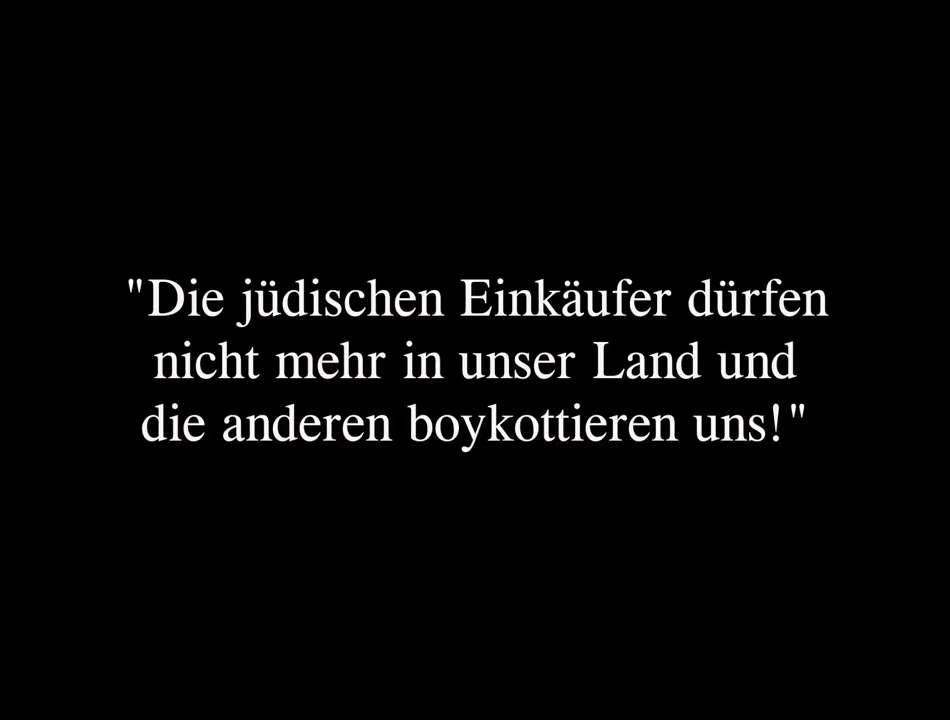 "Die jüdischen Einkäufer dürfen
nicht mehr in unser Land und
die anderen boykottieren uns!"